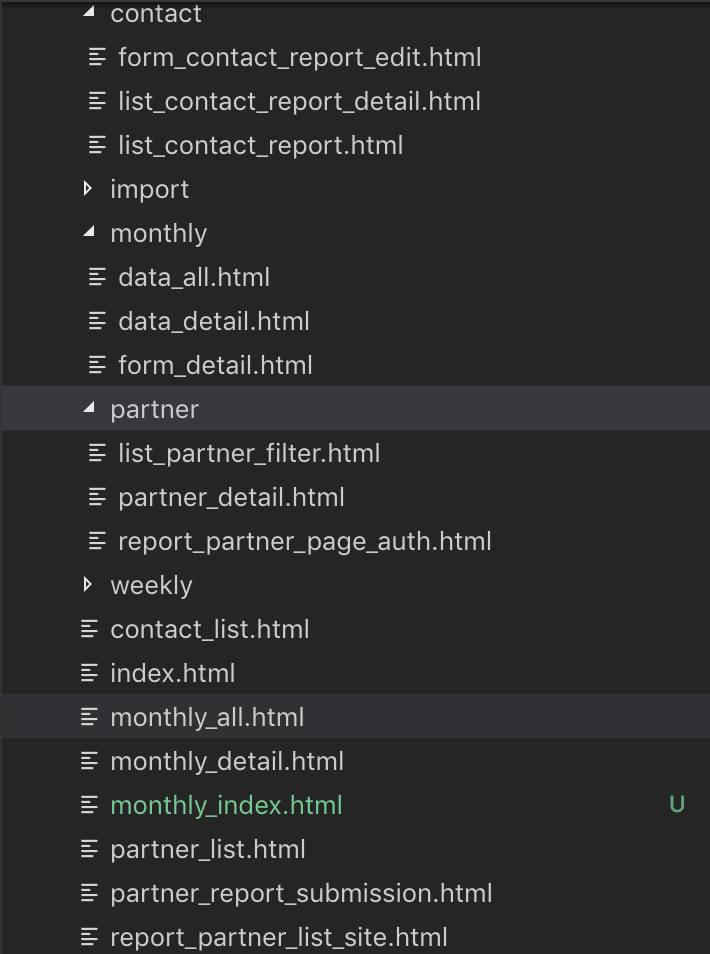 contact
form_contact_report_edit.html
list_contact_report_detail.html
list_contact_report.html
import
monthly
data_all.html
data_detail.html
form_detail.html
partner
list_partner_filter.html
partner_detail.html
report_partner_page_auth.html
weekly
contact_list.html
index.html
monthly_all.html
monthly_detail.html
monthly_index.html U
partner_list.html
partner_report_submission.html
report_partner_list_site.html